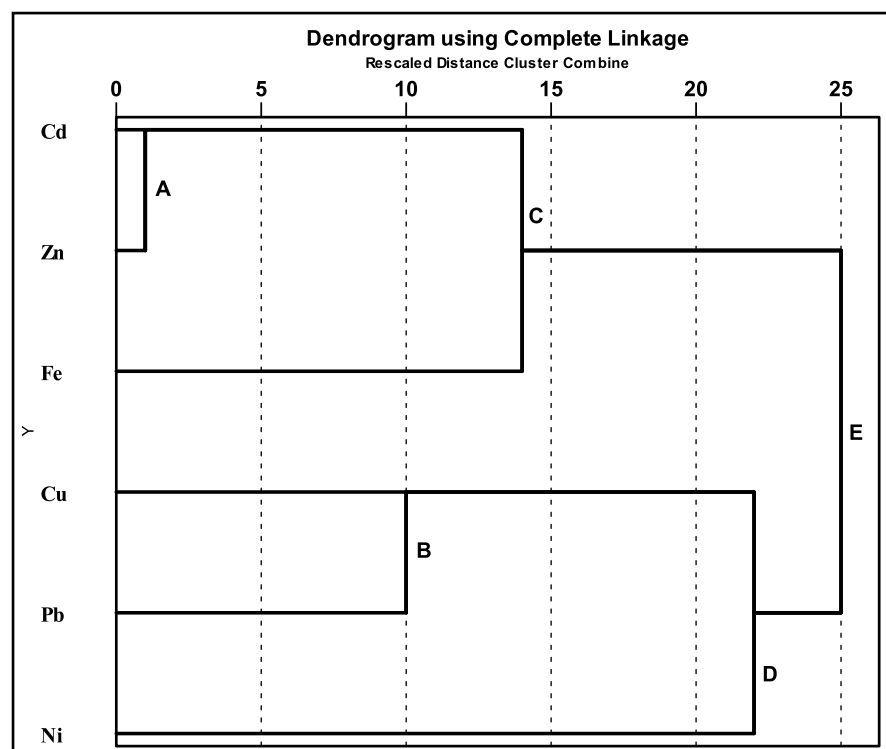 Dendrogram using Complete Linkage
Rescaled Distance Cluster Combine
0 5 10 15 20 25
Cd
A
C
Zn
Fe
Y
E
Cu
B
Pb
D
Ni